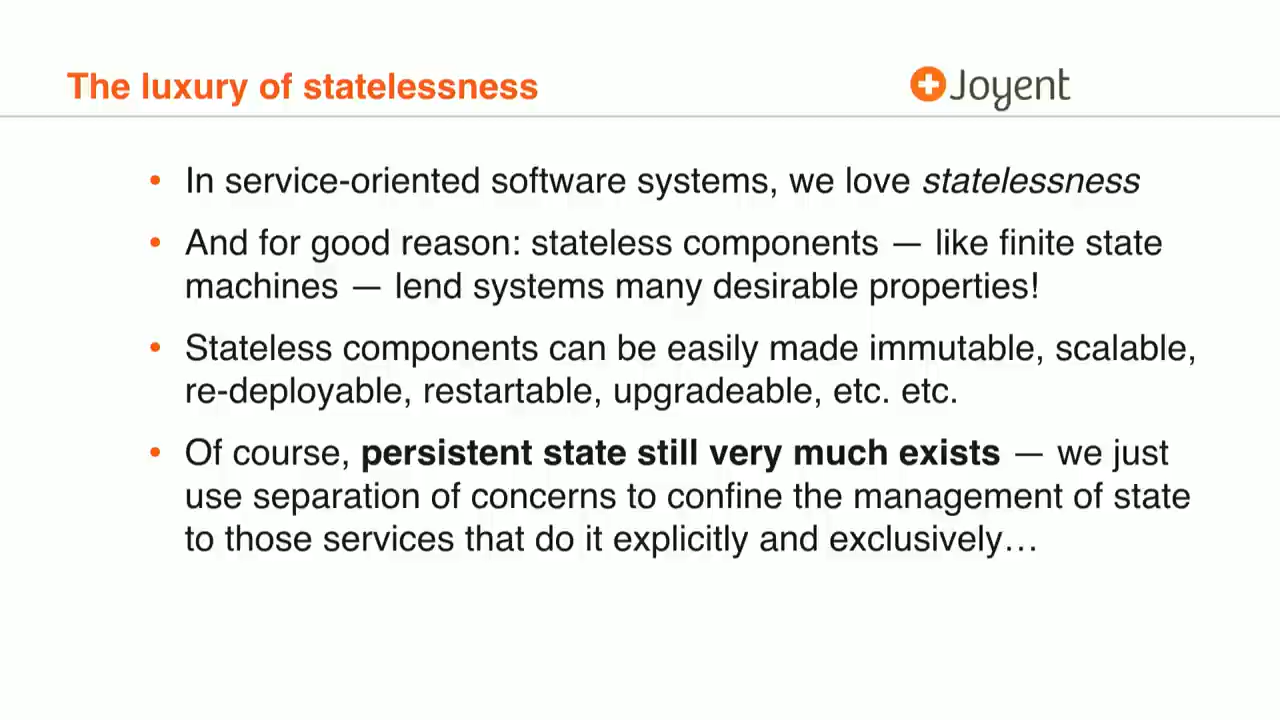 The luxury of statelessness
Joyent
• In service-oriented software systems, we love statelessness
• And for good reason: stateless components — like finite state
machines — lend systems many desirable properties!
• Stateless components can be easily made immutable, scalable,
re-deployable, restartable, upgradeable, etc. etc.
• Of course, persistent state still very much exists — we just
use separation of concerns to confine the management of state
to those services that do it explicitly and exclusively…